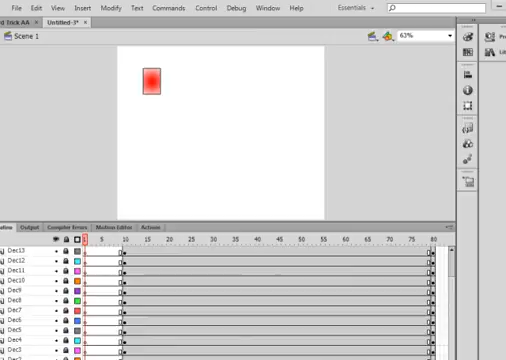 File Edit View Insert Modify Text Commands Control Debug Window Help Essentials
d Trick AA × Untitled-3* ×
Scene 1 63%
Pr
Lib
Output Compiler Errors Motion Editor Actions
1 5 10 15 20 25 30 35 40 45 50 55 60 65 70 75 80
Dec13
Dec12
Dec11
Dec10
Dec9
Dec8
Dec7
Dec6
Dec5
Dec4
Dec3